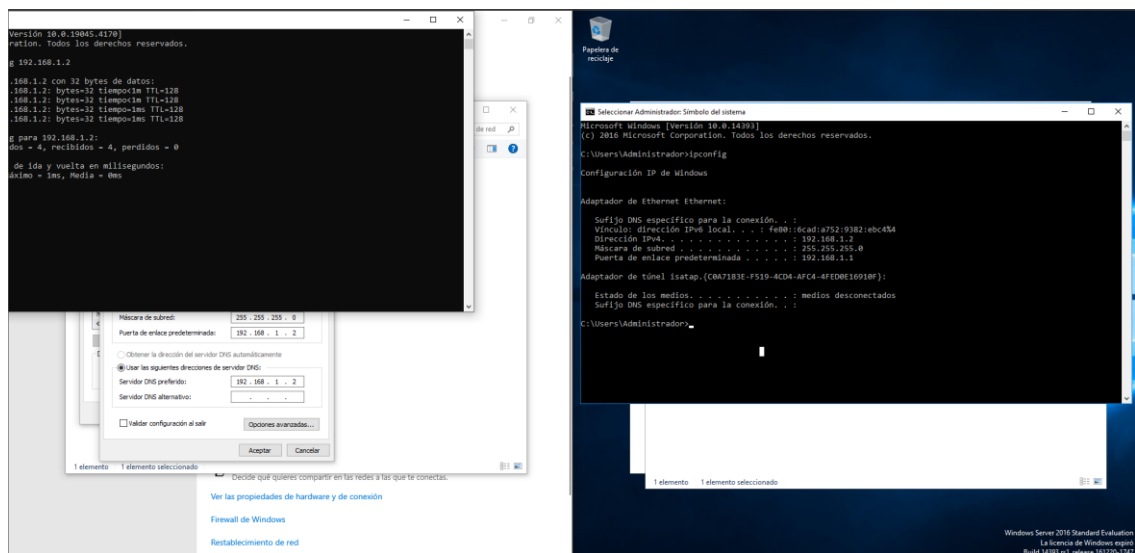 Versión 10.0.19045.4170]
ration. Todos los derechos reservados.
g 192.168.1.2
.168.1.2 con 32 bytes de datos:
.168.1.2: bytes=32 tiempo<1m TTL=128
.168.1.2: bytes=32 tiempo<1m TTL=128
.168.1.2: bytes=32 tiempo=1ms TTL=128
.168.1.2: bytes=32 tiempo=1ms TTL=128
g para 192.168.1.2:
dos = 4, recibidos = 4, perdidos = 0
de ida y vuelta en milisegundos:
áximo = 1ms, Media = 0ms
de red
Máscara de subred: 255 . 255 . 255 . 0
Puerta de enlace predeterminada: 192 . 168 . 1 . 2
Obtener la dirección del servidor DNS automáticamente
Usar las siguientes direcciones de servidor DNS:
Servidor DNS preferido: 192 . 168 . 1 . 2
Servidor DNS alternativo: . . .
Validar configuración al salir
Opciones avanzadas...
Aceptar Cancelar
1 elemento 1 elemento seleccionado
Decide qué quieres compartir en las redes a las que te conectas.
Ver las propiedades de hardware y de conexión
Firewall de Windows
Restablecimiento de red
Papelera de
reciclaje
Seleccionar Administrador: Símbolo del sistema
Microsoft Windows [Versión 10.0.14393]
(c) 2016 Microsoft Corporation. Todos los derechos reservados.
C:\Users\Administrador>ipconfig
Configuración IP de Windows
Adaptador de Ethernet Ethernet:
Sufijo DNS específico para la conexión. . :
Vínculo: dirección IPv6 local. . . : fe80::6cad:a752:9382:ebc4%4
Dirección IPv4. . . . . . . . . . . . . . : 192.168.1.2
Máscara de subred . . . . . . . . . . . . : 255.255.255.0
Puerta de enlace predeterminada . . . . . : 192.168.1.1
Adaptador de túnel isatap.{C0A7183E-F519-4CD4-AFC4-4FED0E16910F}:
Estado de los medios. . . . . . . . . . . : medios desconectados
Sufijo DNS específico para la conexión. . :
C:\Users\Administrador>
1 elemento 1 elemento seleccionado
Windows Server 2016 Standard Evaluation
La licencia de Windows expiró
Build 14393.rs1_release.161220-1747